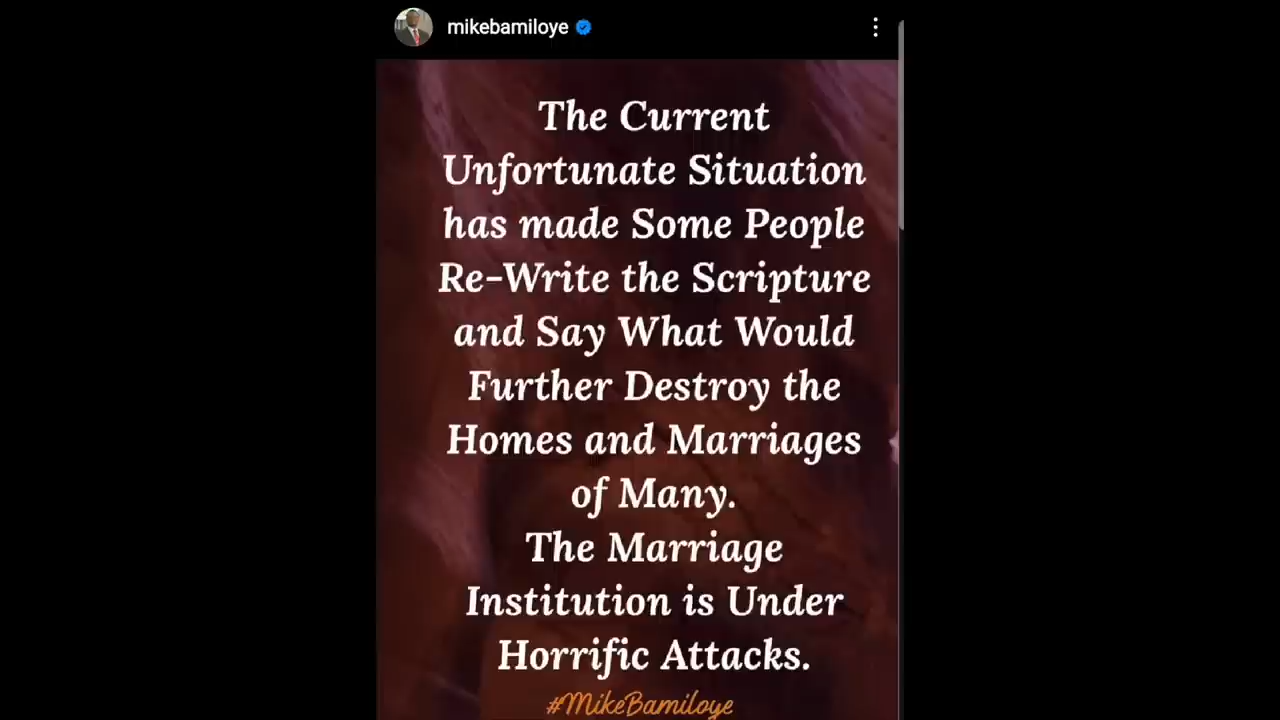 mikebamiloye
The Current
Unfortunate Situation
has made Some People
Re-Write the Scripture
and Say What Would
Further Destroy the
Homes and Marriages
of Many.
The Marriage
Institution is Under
Horrific Attacks.
#MikeBamiloye